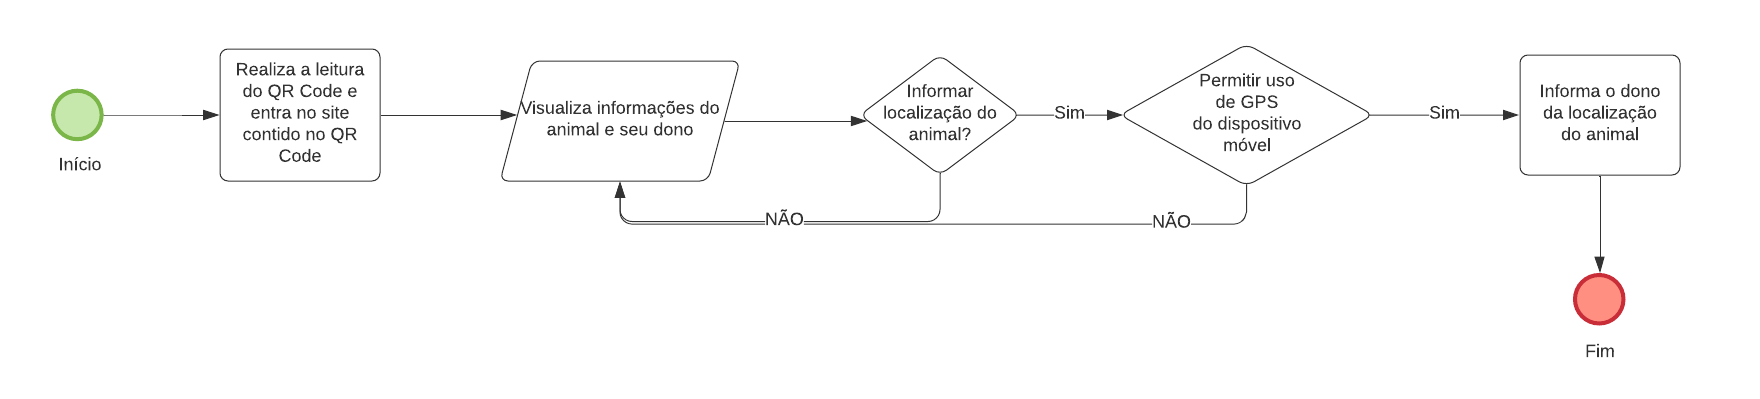 Início
Realiza a leitura
do QR Code e
entra no site
contido no QR
Code
Visualiza informações do
animal e seu dono
Informar
localização do
animal?
Sim
Permitir uso
de GPS
do dispositivo
móvel
Sim
Informa o dono
da localização
do animal
NÃO
NÃO
Fim